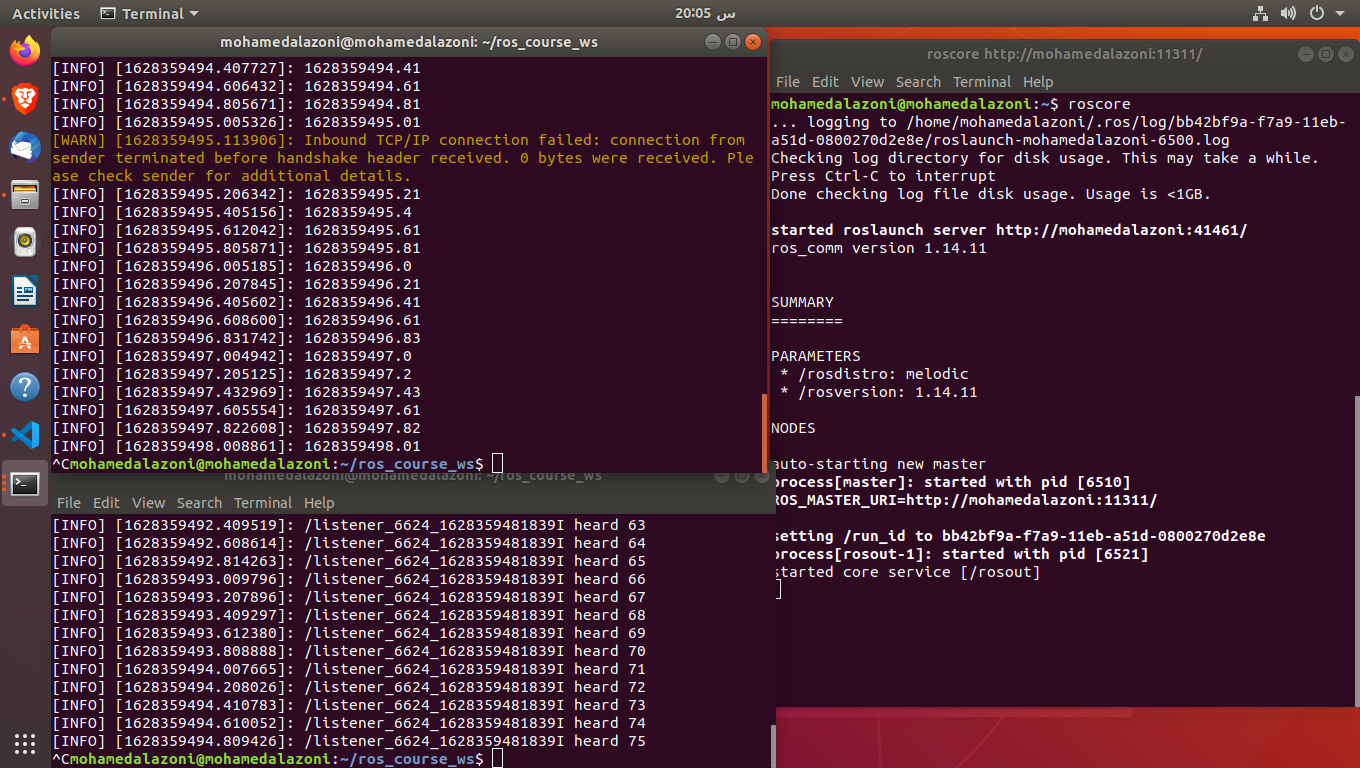 Activities
Terminal
20:05 س
mohamedalazoni@mohamedalazoni: ~/ros_course_ws
[INFO] [1628359494.407727]: 1628359494.41
[INFO] [1628359494.606432]: 1628359494.61
[INFO] [1628359494.805671]: 1628359494.81
[INFO] [1628359495.005326]: 1628359495.01
[WARN] [1628359495.113906]: Inbound TCP/IP connection failed: connection from
sender terminated before handshake header received. 0 bytes were received. Ple
ase check sender for additional details.
[INFO] [1628359495.206342]: 1628359495.21
[INFO] [1628359495.405156]: 1628359495.4
[INFO] [1628359495.612042]: 1628359495.61
[INFO] [1628359495.805871]: 1628359495.81
[INFO] [1628359496.005185]: 1628359496.0
[INFO] [1628359496.207845]: 1628359496.21
[INFO] [1628359496.405602]: 1628359496.41
[INFO] [1628359496.608600]: 1628359496.61
[INFO] [1628359496.831742]: 1628359496.83
[INFO] [1628359497.004942]: 1628359497.0
[INFO] [1628359497.205125]: 1628359497.2
[INFO] [1628359497.432969]: 1628359497.43
[INFO] [1628359497.605554]: 1628359497.61
[INFO] [1628359497.822608]: 1628359497.82
[INFO] [1628359498.008861]: 1628359498.01
^Cmohamedalazoni@mohamedalazoni:~/ros_course_ws$
mohamedalazoni@mohamedalazoni: ~/ros_course_ws
File Edit View Search Terminal Help
[INFO] [1628359492.409519]: /listener_6624_1628359481839I heard 63
[INFO] [1628359492.608614]: /listener_6624_1628359481839I heard 64
[INFO] [1628359492.814263]: /listener_6624_1628359481839I heard 65
[INFO] [1628359493.009796]: /listener_6624_1628359481839I heard 66
[INFO] [1628359493.207896]: /listener_6624_1628359481839I heard 67
[INFO] [1628359493.409297]: /listener_6624_1628359481839I heard 68
[INFO] [1628359493.612380]: /listener_6624_1628359481839I heard 69
[INFO] [1628359493.808888]: /listener_6624_1628359481839I heard 70
[INFO] [1628359494.007665]: /listener_6624_1628359481839I heard 71
[INFO] [1628359494.208026]: /listener_6624_1628359481839I heard 72
[INFO] [1628359494.410783]: /listener_6624_1628359481839I heard 73
[INFO] [1628359494.610052]: /listener_6624_1628359481839I heard 74
[INFO] [1628359494.809426]: /listener_6624_1628359481839I heard 75
^Cmohamedalazoni@mohamedalazoni:~/ros_course_ws$
roscore http://mohamedalazoni:11311/
File Edit View Search Terminal Help
mohamedalazoni@mohamedalazoni:~$ roscore
... logging to /home/mohamedalazoni/.ros/log/bb42bf9a-f7a9-11eb-
a51d-0800270d2e8e/roslaunch-mohamedalazoni-6500.log
Checking log directory for disk usage. This may take a while.
Press Ctrl-C to interrupt
Done checking log file disk usage. Usage is <1GB.
started roslaunch server http://mohamedalazoni:41461/
ros_comm version 1.14.11
SUMMARY
========
PARAMETERS
* /rosdistro: melodic
* /rosversion: 1.14.11
NODES
auto-starting new master
process[master]: started with pid [6510]
ROS_MASTER_URI=http://mohamedalazoni:11311/
setting /run_id to bb42bf9a-f7a9-11eb-a51d-0800270d2e8e
process[rosout-1]: started with pid [6521]
started core service [/rosout]